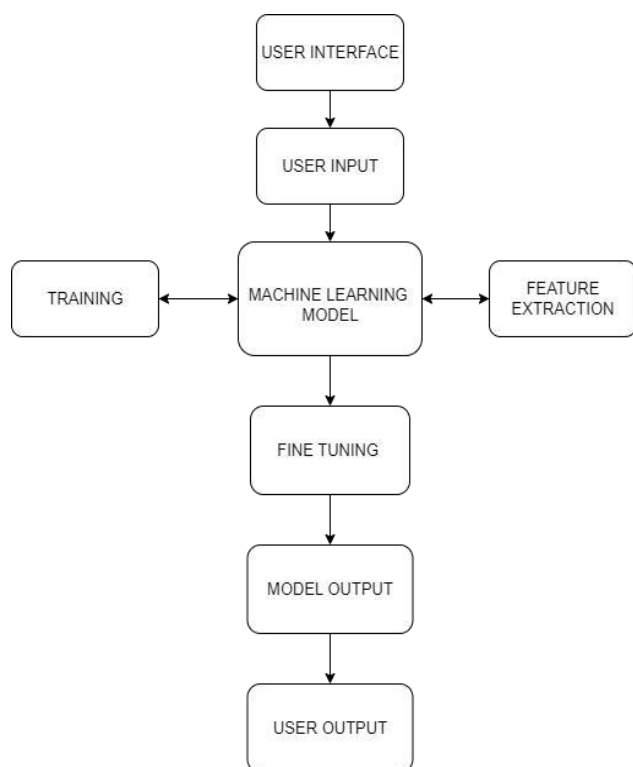 USER INTERFACE
USER INPUT
TRAINING
MACHINE LEARNING
MODEL
FEATURE
EXTRACTION
FINE TUNING
MODEL OUTPUT
USER OUTPUT